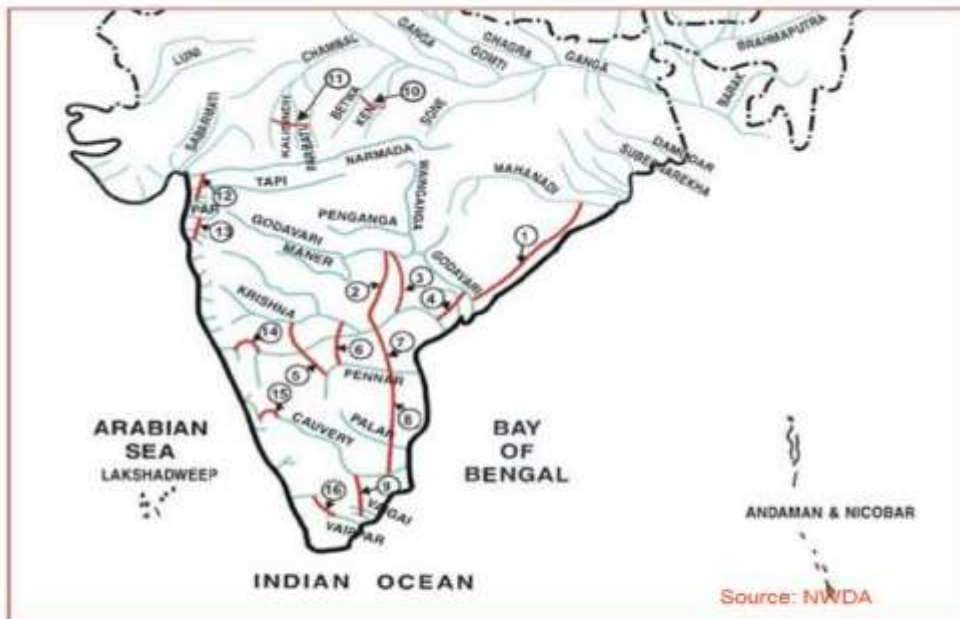 LUNI
CHAMBAL
GANGA
GOMTI
GHAGRA
GANGA
BRAHMAPUTRA
BARAK
SABARMATI
11
10
KALISINDH
BETWA
KEN
SONE
DAMODAR
NARMADA
TAPI
12
WAINGANGA
MAHANADI
PAR
13
PENGANGA
GODAVARI
MANER
GODAVARI
1
2
3
4
KRISHNA
14
6
7
5
PENNAR
15
8
CAUVERY
PALAR
ARABIAN
SEA
LAKSHADWEEP
BAY
OF
BENGAL
16
9
VAIGAI
VAIPPAR
ANDAMAN & NICOBAR
INDIAN OCEAN
Source: NWDA